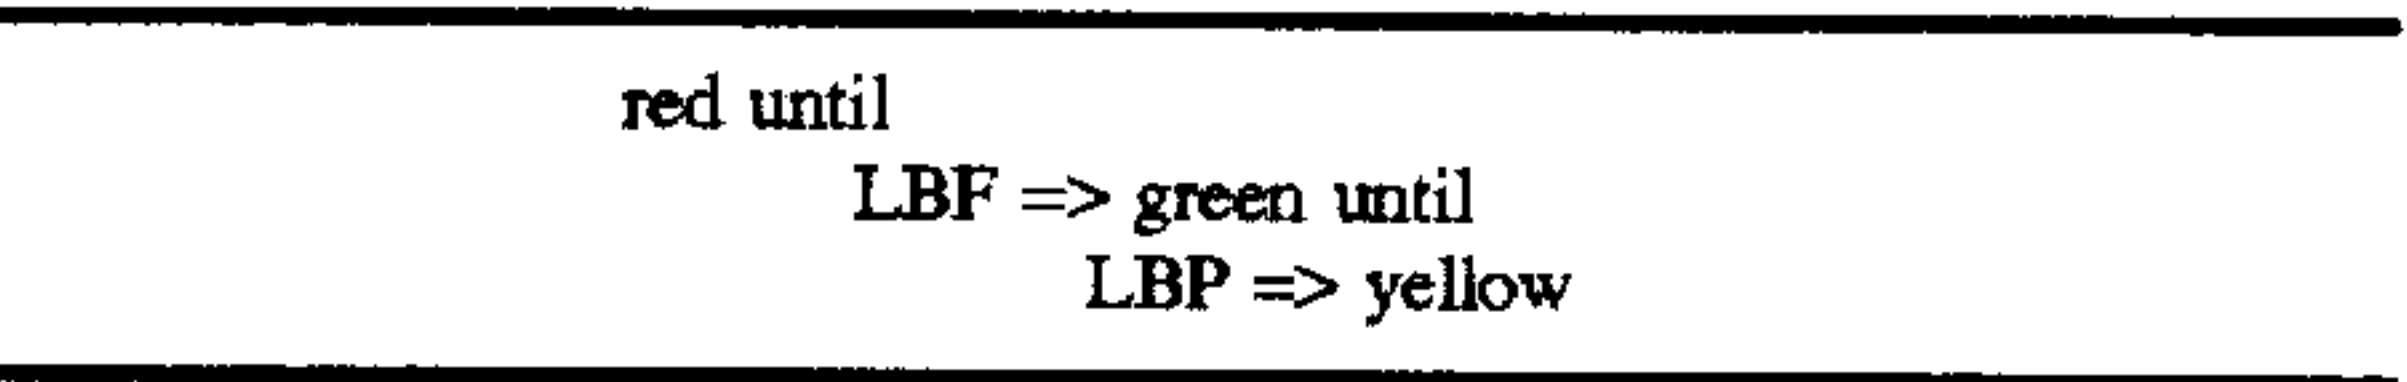 red until
LBF => green until
LBP => yellow